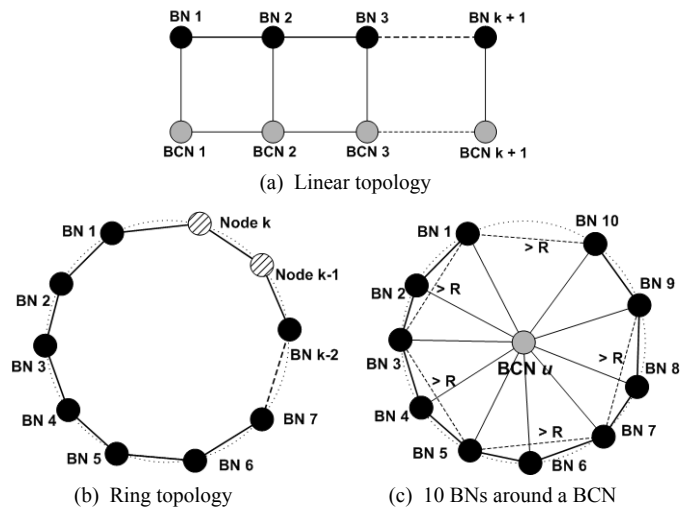 BN 1 BN 2 BN 3 BN k + 1
BCN 1 BCN 2 BCN 3 BCN k + 1
(a) Linear topology
BN 1
Node k
Node k-1
BN 2
BN k-2
BN 3
BN 4
BN 7
BN 5
BN 6
(b) Ring topology
BN 10
BN 1
> R
BN 9
BN 2
> R
BN 3
BCN u
> R
BN 8
> R
BN 4
> R
BN 7
BN 5
BN 6
(c) 10 BNs around a BCN